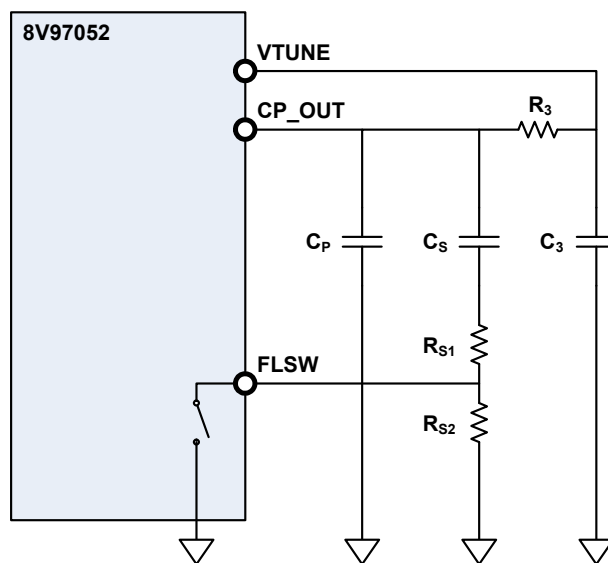 8V97052
VTUNE
CP_OUT
R₃
Cₚ
Cₛ
C₃
Rₛ₁
FLSW
Rₛ₂